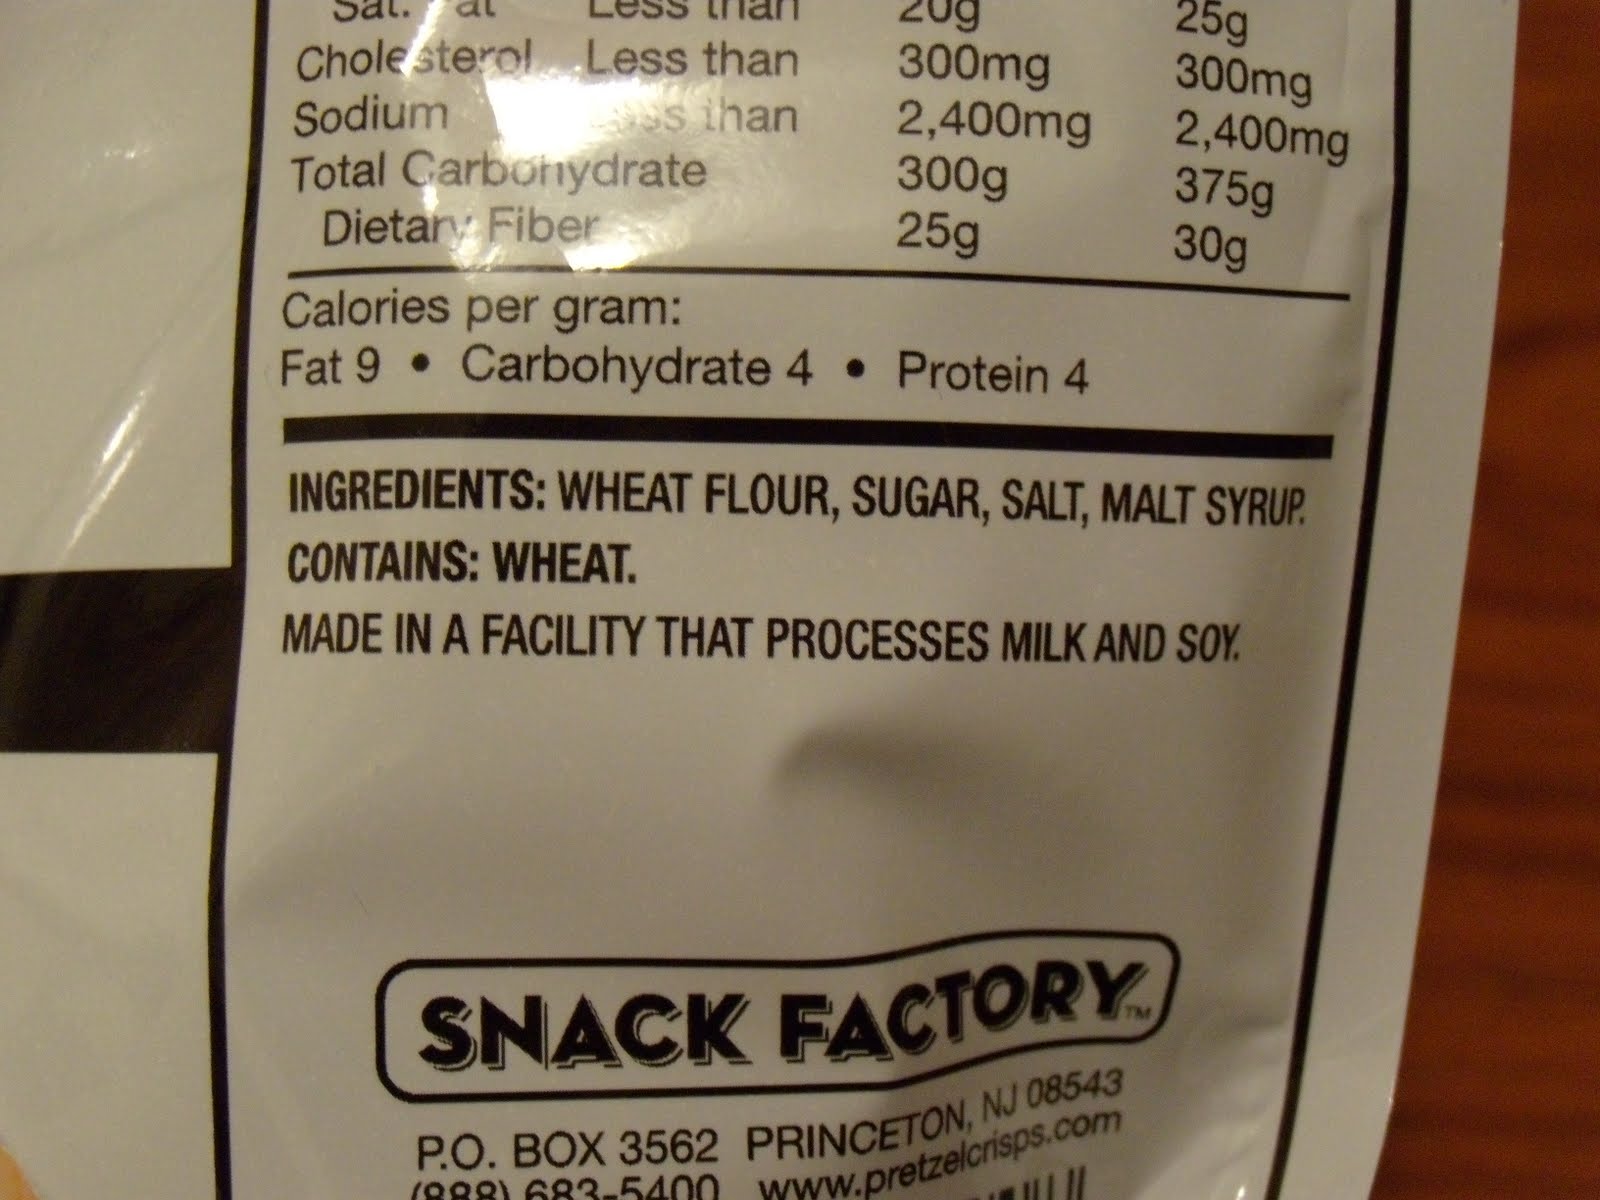 Sat. Fat Less than 20g 25g
Cholesterol Less than 300mg 300mg
Sodium Less than 2,400mg 2,400mg
Total Carbohydrate 300g 375g
Dietary Fiber 25g 30g
Calories per gram:
Fat 9 • Carbohydrate 4 • Protein 4
INGREDIENTS: WHEAT FLOUR, SUGAR, SALT, MALT SYRUP.
CONTAINS: WHEAT.
MADE IN A FACILITY THAT PROCESSES MILK AND SOY.
SNACK FACTORY™
P.O. BOX 3562 PRINCETON, NJ 08543
(888) 683-5400 www.pretzelcrisps.com